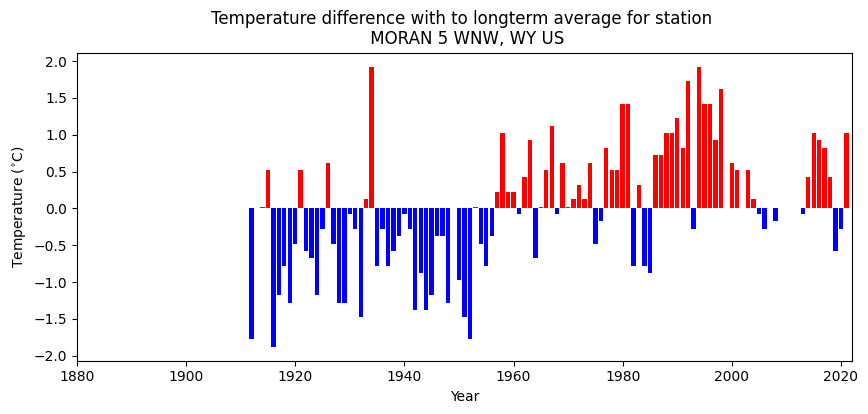 Temperature difference with to longterm average for station
MORAN 5 WNW, WY US
2.0
1.5
1.0
0.5
0.0
−0.5
−1.0
−1.5
−2.0
Temperature (°C)
1880 1900 1920 1940 1960 1980 2000 2020
Year